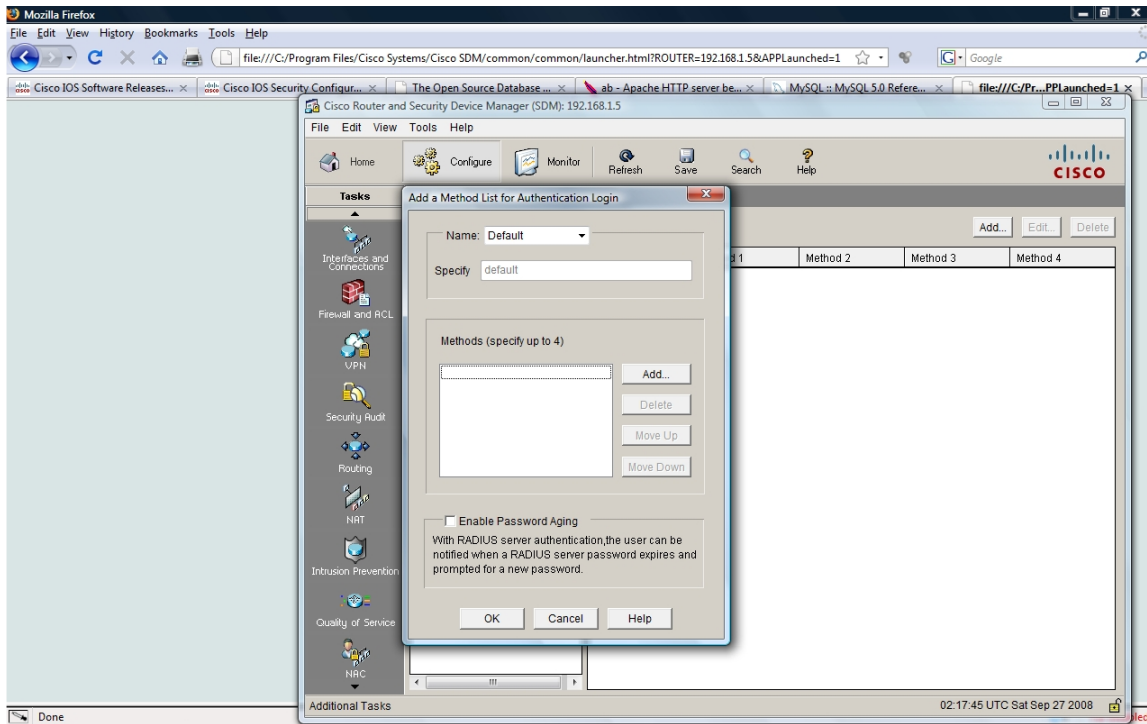 Mozilla Firefox
File Edit View History Bookmarks Tools Help
file:///C:/Program Files/Cisco Systems/Cisco SDM/common/common/launcher.html?ROUTER=192.168.1.5&APPLaunched=1
G Google
Cisco IOS Software Releases...
Cisco IOS Security Configur...
The Open Source Database ...
ab - Apache HTTP server be...
MySQL :: MySQL 5.0 Refere...
file:///C:/Pr...PPLaunched=1
Cisco Router and Security Device Manager (SDM): 192.168.1.5
File Edit View Tools Help
Home Configure Monitor Refresh Save Search Help
CISCO
Tasks
Interfaces and Connections
Firewall and ACL
VPN
Security Audit
Routing
NAT
Intrusion Prevention
Quality of Service
NAC
Add... Edit... Delete
d 1 Method 2 Method 3 Method 4
Add a Method List for Authentication Login
Name: Default
Specify default
Methods (specify up to 4)
Add...
Delete
Move Up
Move Down
Enable Password Aging
With RADIUS server authentication,the user can be
notified when a RADIUS server password expires and
prompted for a new password.
OK Cancel Help
Additional Tasks
02:17:45 UTC Sat Sep 27 2008
Done